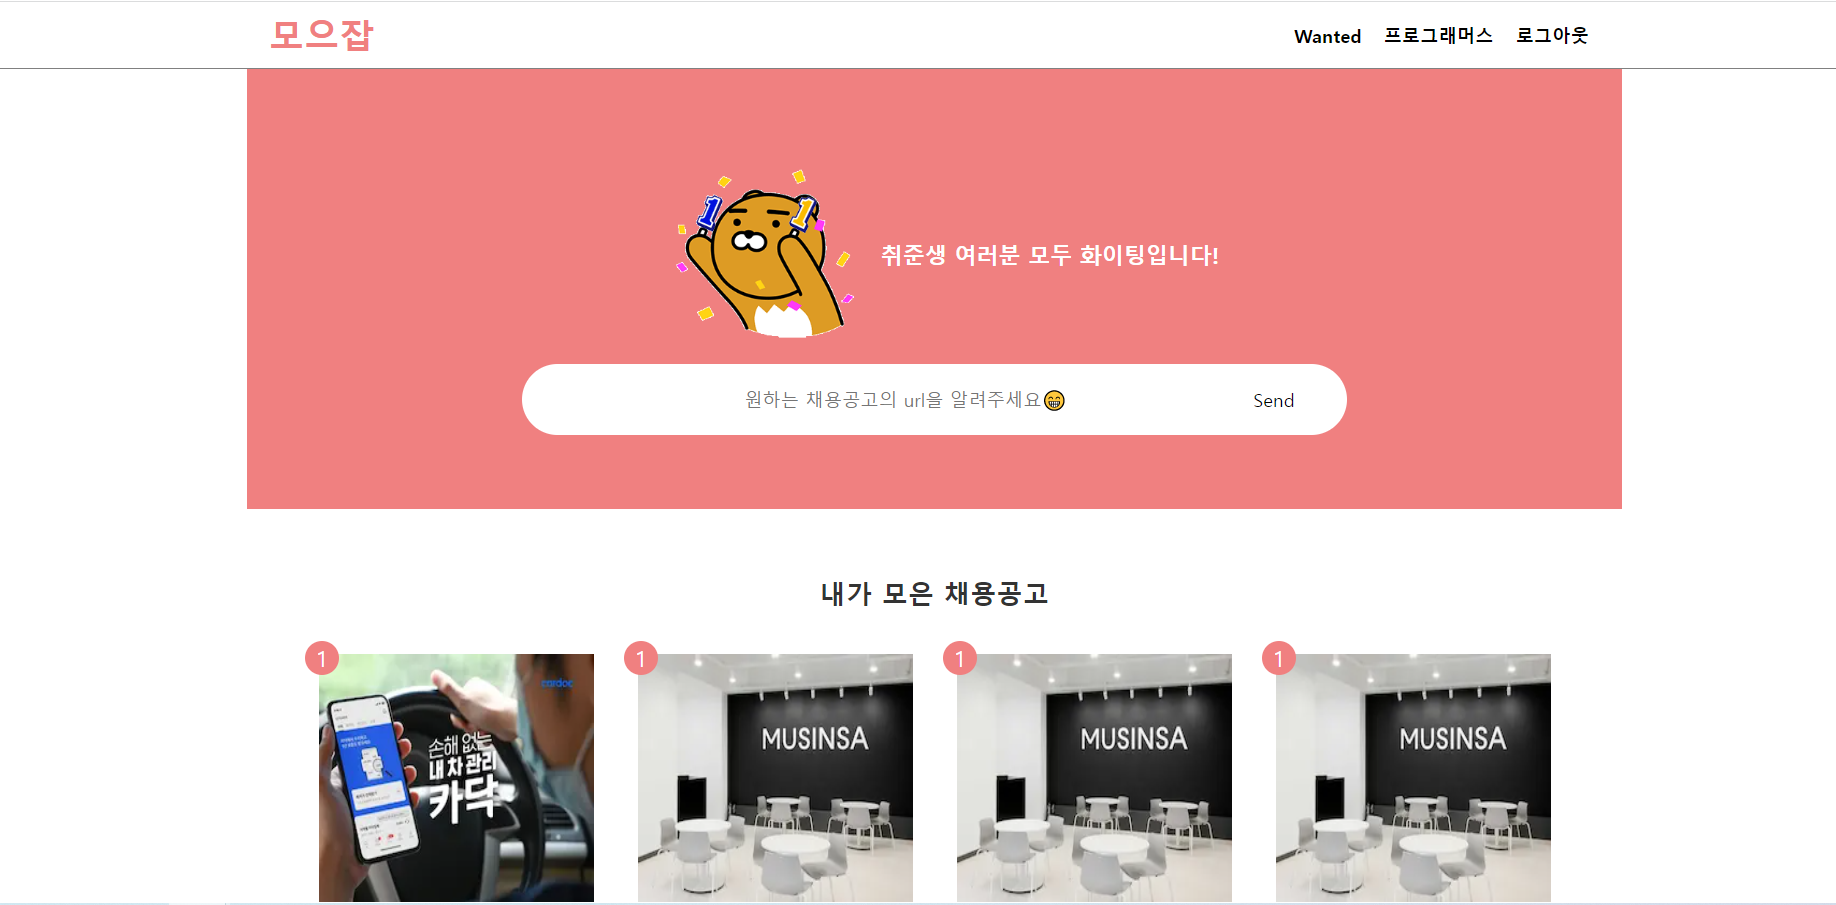 모으잡
Wanted 프로그래머스 로그아웃
1 1
취준생 여러분 모두 화이팅입니다!
원하는 채용공고의 url을 알려주세요😁 Send
내가 모은 채용공고
1 1 1 1
cardoc
손해 없는
내 차 관리
카닥
MUSINSA MUSINSA MUSINSA